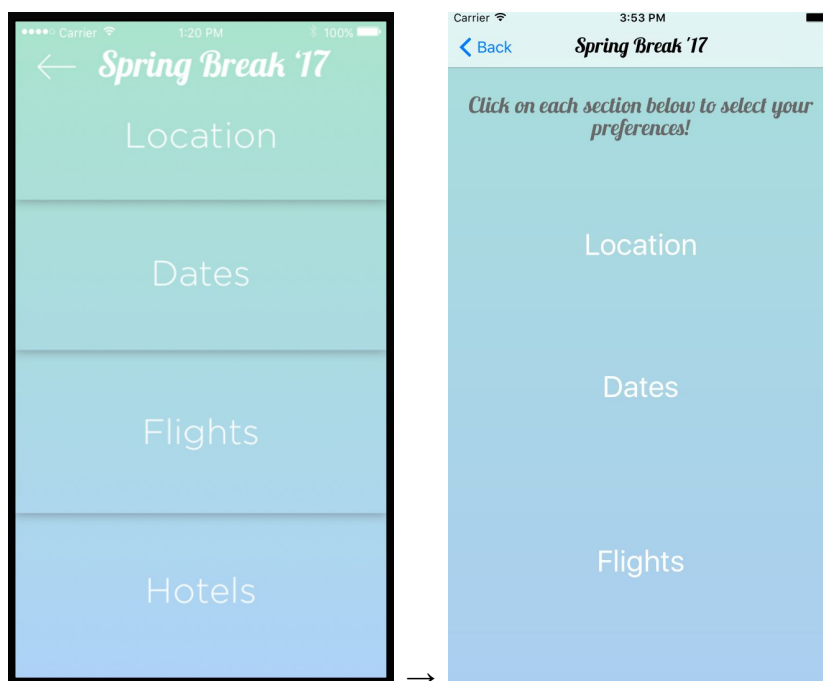 Carrier 1:20 PM 100%
Spring Break '17
Location
Dates
Flights
Hotels
→
Carrier 3:53 PM
Back Spring Break '17
Click on each section below to select your
preferences!
Location
Dates
Flights